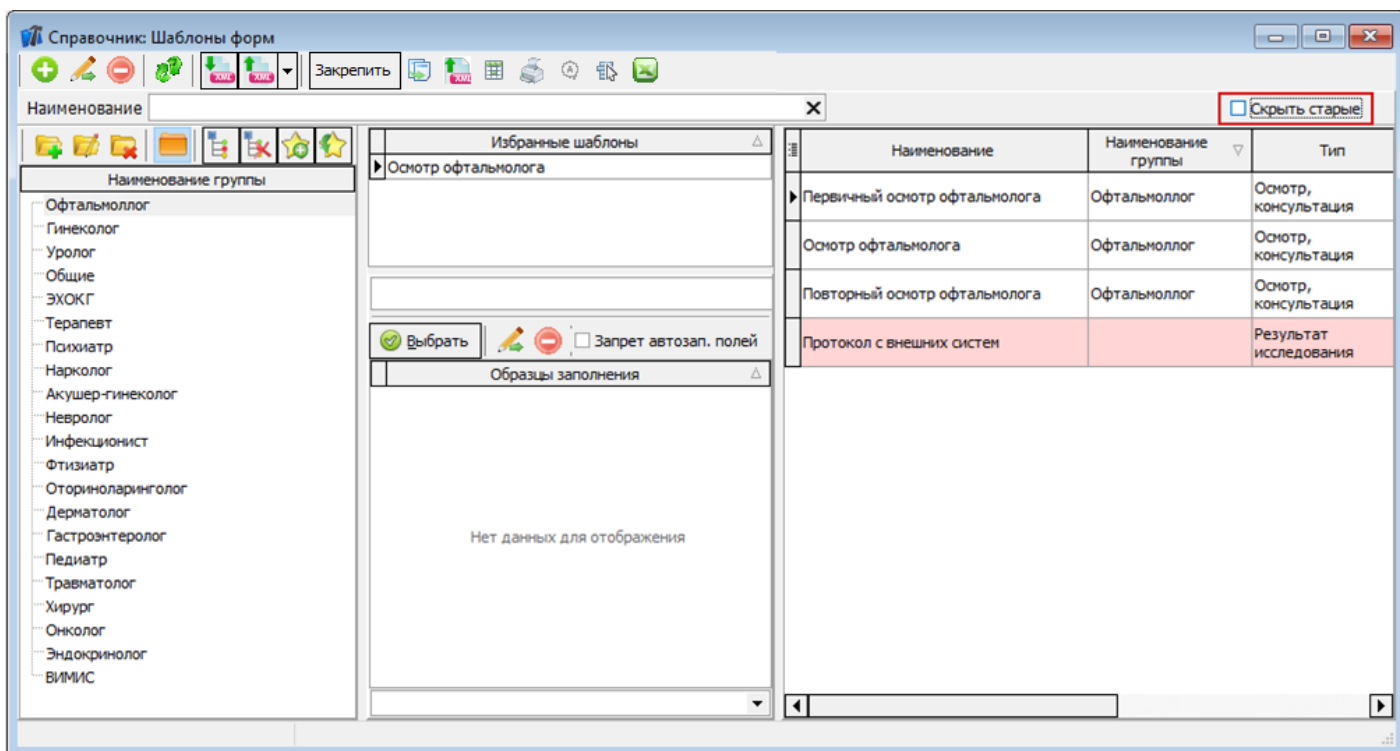 Справочник: Шаблоны форм
XML XML Закрепить XML
Наименование
Скрыть старые
Наименование группы
Офтальмоллог
Гинеколог
Уролог
Общие
ЭХОКГ
Терапевт
Психиатр
Нарколог
Акушер-гинеколог
Невролог
Инфекционист
Фтизиатр
Оториноларинголог
Дерматолог
Гастроэнтеролог
Педиатр
Травматолог
Хирург
Онколог
Эндокринолог
ВИМИС
Избранные шаблоны
Осмотр офтальмолога
Выбрать Запрет автозап. полей
Образцы заполнения
Нет данных для отображения
Наименование Наименование группы Тип
Первичный осмотр офтальмолога Офтальмоллог Осмотр, консультация
Осмотр офтальмолога Офтальмоллог Осмотр, консультация
Повторный осмотр офтальмолога Офтальмоллог Осмотр, консультация
Протокол с внешних систем Результат исследования